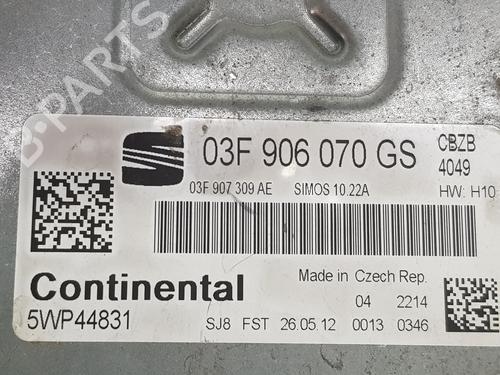 B-PARTS
03F 906 070 GS
CBZB
4049
03F 907 309 AE SIMOS 10.22A HW: H10
Continental
Made in Czech Rep.
04 2214
5WP44831
SJ8 FST 26.05.12 0013 0346